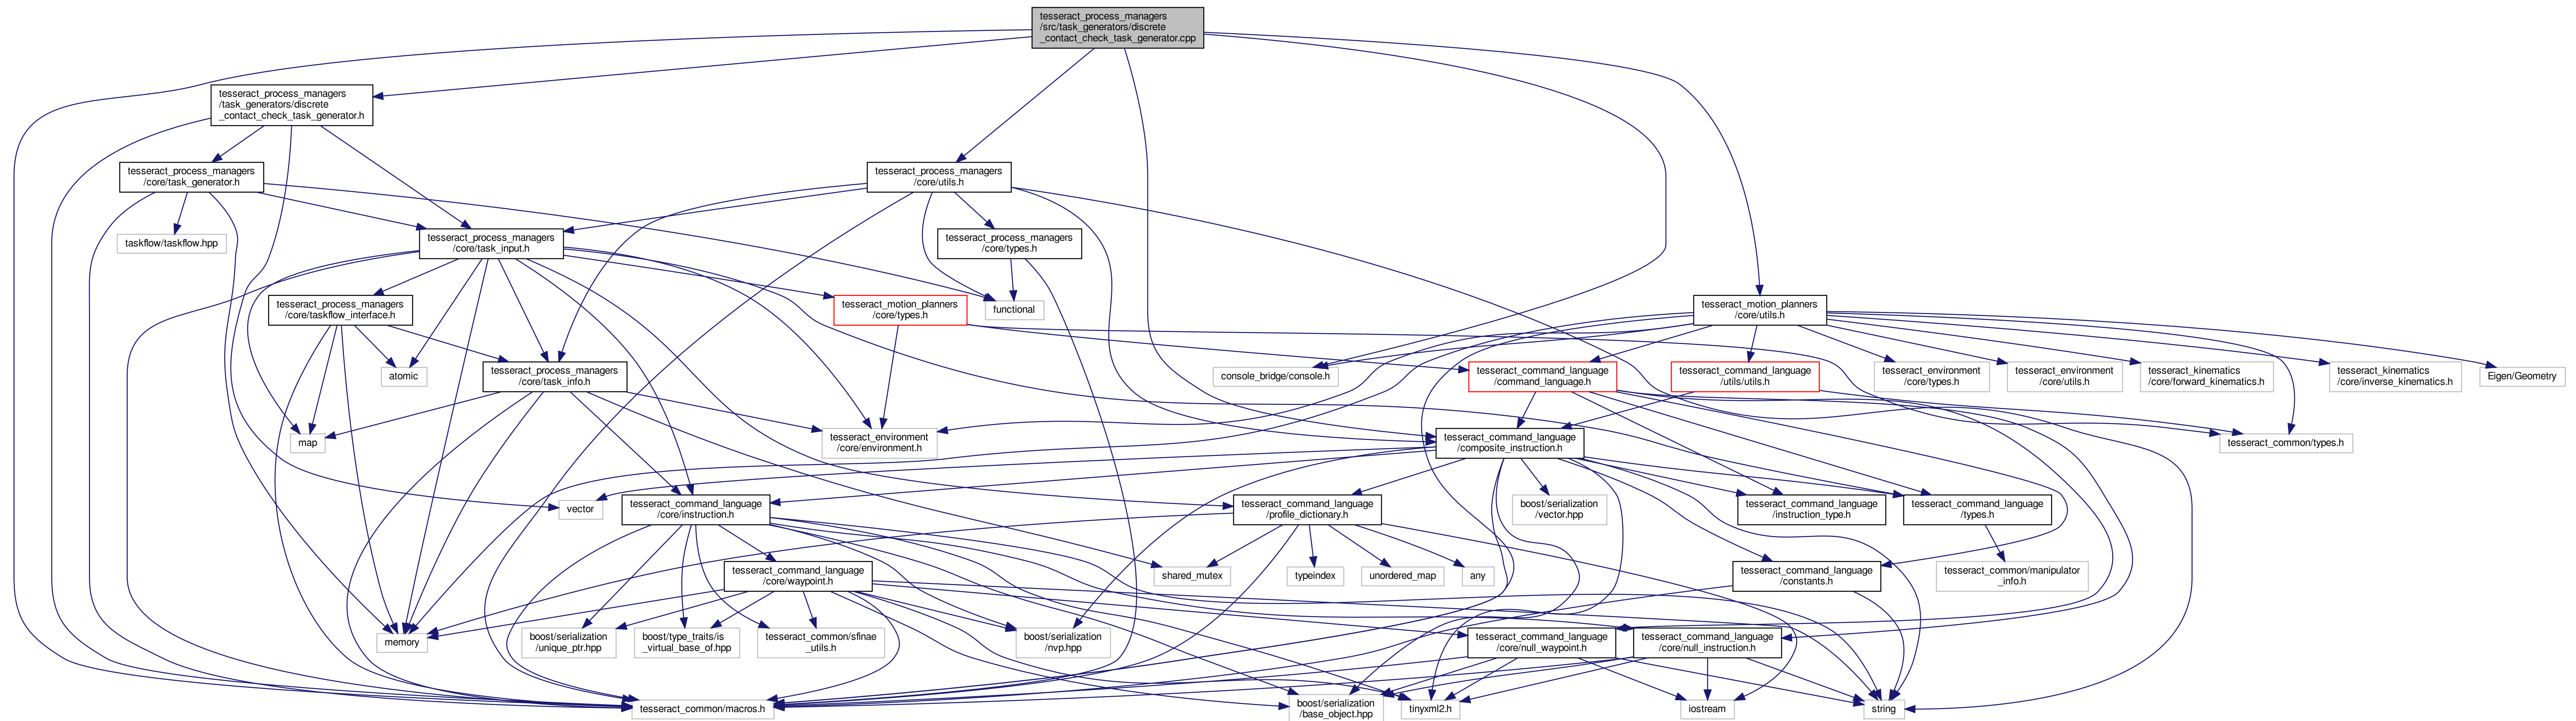 tesseract_process_managers
/src/task_generators/discrete
_contact_check_task_generator.cpp
tesseract_process_managers
/task_generators/discrete
_contact_check_task_generator.h
tesseract_process_managers
/core/task_generator.h
tesseract_process_managers
/core/utils.h
taskflow/taskflow.hpp
tesseract_process_managers
/core/task_input.h
tesseract_process_managers
/core/types.h
tesseract_process_managers
/core/taskflow_interface.h
tesseract_motion_planners
/core/types.h
functional
tesseract_motion_planners
/core/utils.h
atomic
tesseract_process_managers
/core/task_info.h
console_bridge/console.h
tesseract_command_language
/command_language.h
tesseract_command_language
/utils/utils.h
tesseract_environment
/core/types.h
tesseract_environment
/core/utils.h
tesseract_kinematics
/core/forward_kinematics.h
tesseract_kinematics
/core/inverse_kinematics.h
Eigen/Geometry
map
tesseract_environment
/core/environment.h
tesseract_command_language
/composite_instruction.h
tesseract_common/types.h
vector
tesseract_command_language
/core/instruction.h
tesseract_command_language
/profile_dictionary.h
boost/serialization
/vector.hpp
tesseract_command_language
/instruction_type.h
tesseract_command_language
/types.h
tesseract_command_language
/core/waypoint.h
shared_mutex
typeindex
unordered_map
any
tesseract_command_language
/constants.h
tesseract_common/manipulator
_info.h
memory
boost/serialization
/unique_ptr.hpp
boost/type_traits/is
_virtual_base_of.hpp
tesseract_common/sfinae
_utils.h
boost/serialization
/nvp.hpp
tesseract_command_language
/core/null_waypoint.h
tesseract_command_language
/core/null_instruction.h
tesseract_common/macros.h
boost/serialization
/base_object.hpp
tinyxml2.h
iostream
string